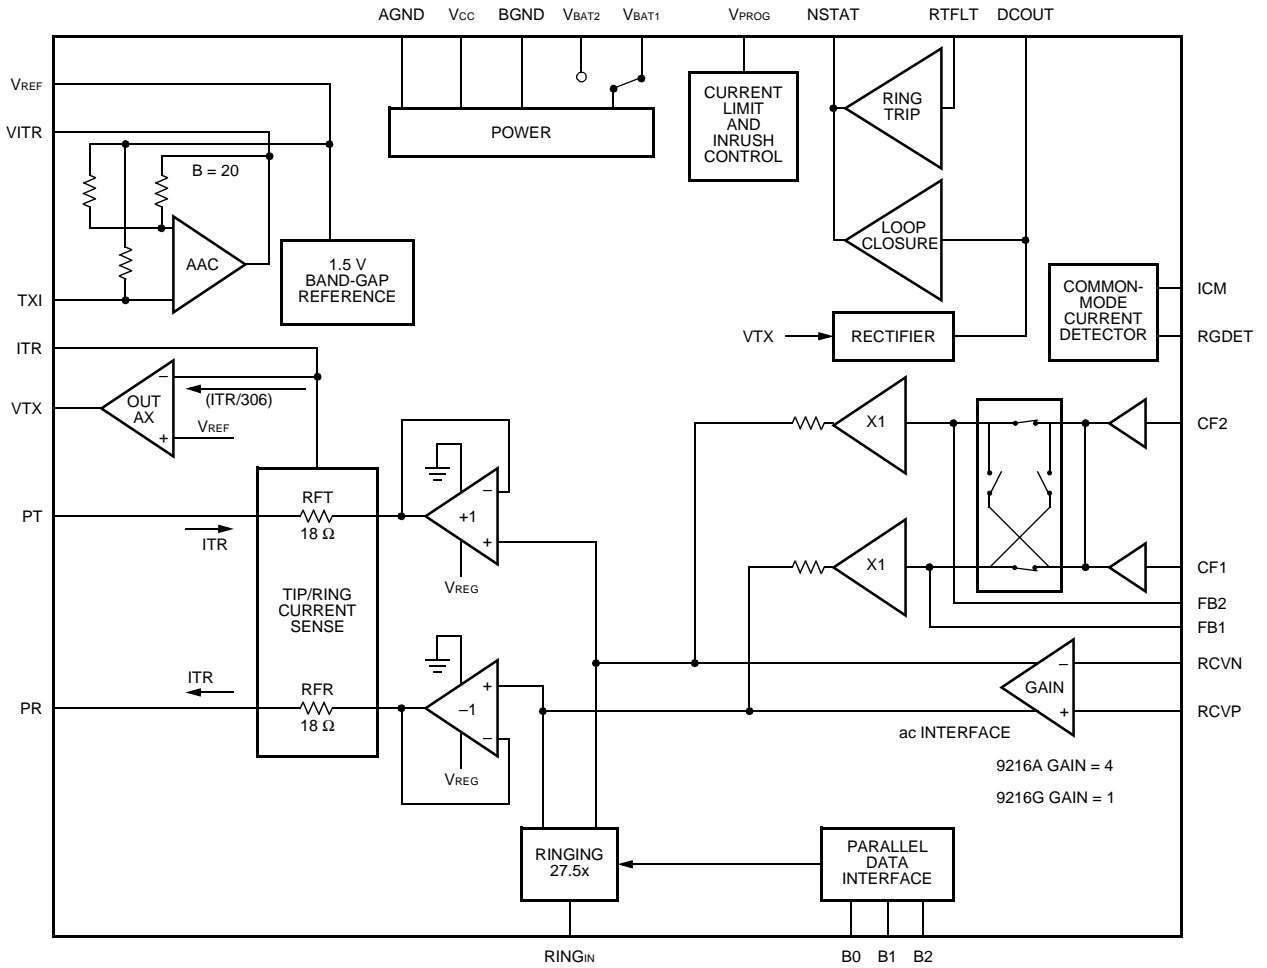 AGND VCC BGND VBAT2 VBAT1 VPROG NSTAT RTFLT DCOUT
VREF
VITR
B = 20
AAC
TXI
1.5 V
BAND-GAP
REFERENCE
POWER
CURRENT
LIMIT
AND
INRUSH
CONTROL
RING
TRIP
LOOP
CLOSURE
VTX
RECTIFIER
COMMON-
MODE
CURRENT
DETECTOR
ICM
RGDET
ITR
VTX
OUT
AX
–
+
(ITR/306)
VREF
PT
ITR
RFT
18 Ω
TIP/RING
CURRENT
SENSE
RFR
18 Ω
ITR
PR
–
+1
+
VREG
+
–1
–
VREG
X1
X1
CF2
CF1
FB2
FB1
RCVN
RCVP
–
GAIN
+
ac INTERFACE
9216A GAIN = 4
9216G GAIN = 1
RINGING
27.5x
PARALLEL
DATA
INTERFACE
RINGIN
B0 B1 B2